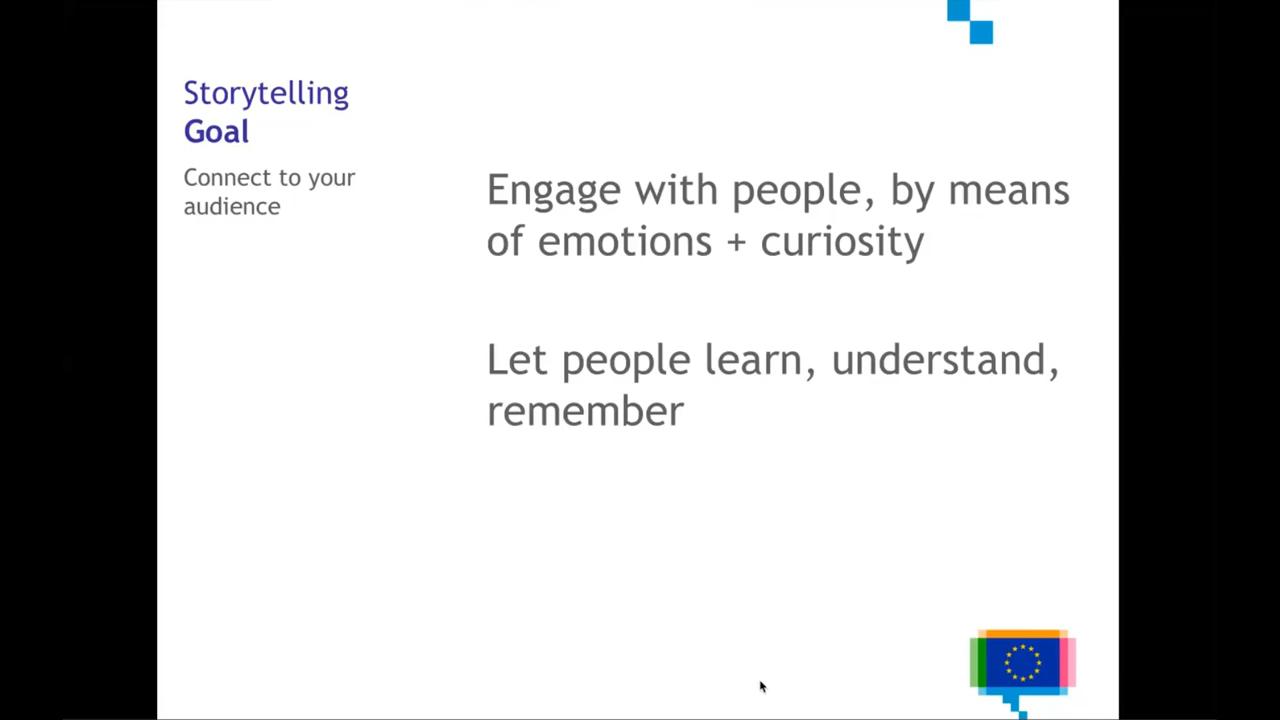 Storytelling
Goal
Connect to your
audience
Engage with people, by means
of emotions + curiosity
Let people learn, understand,
remember